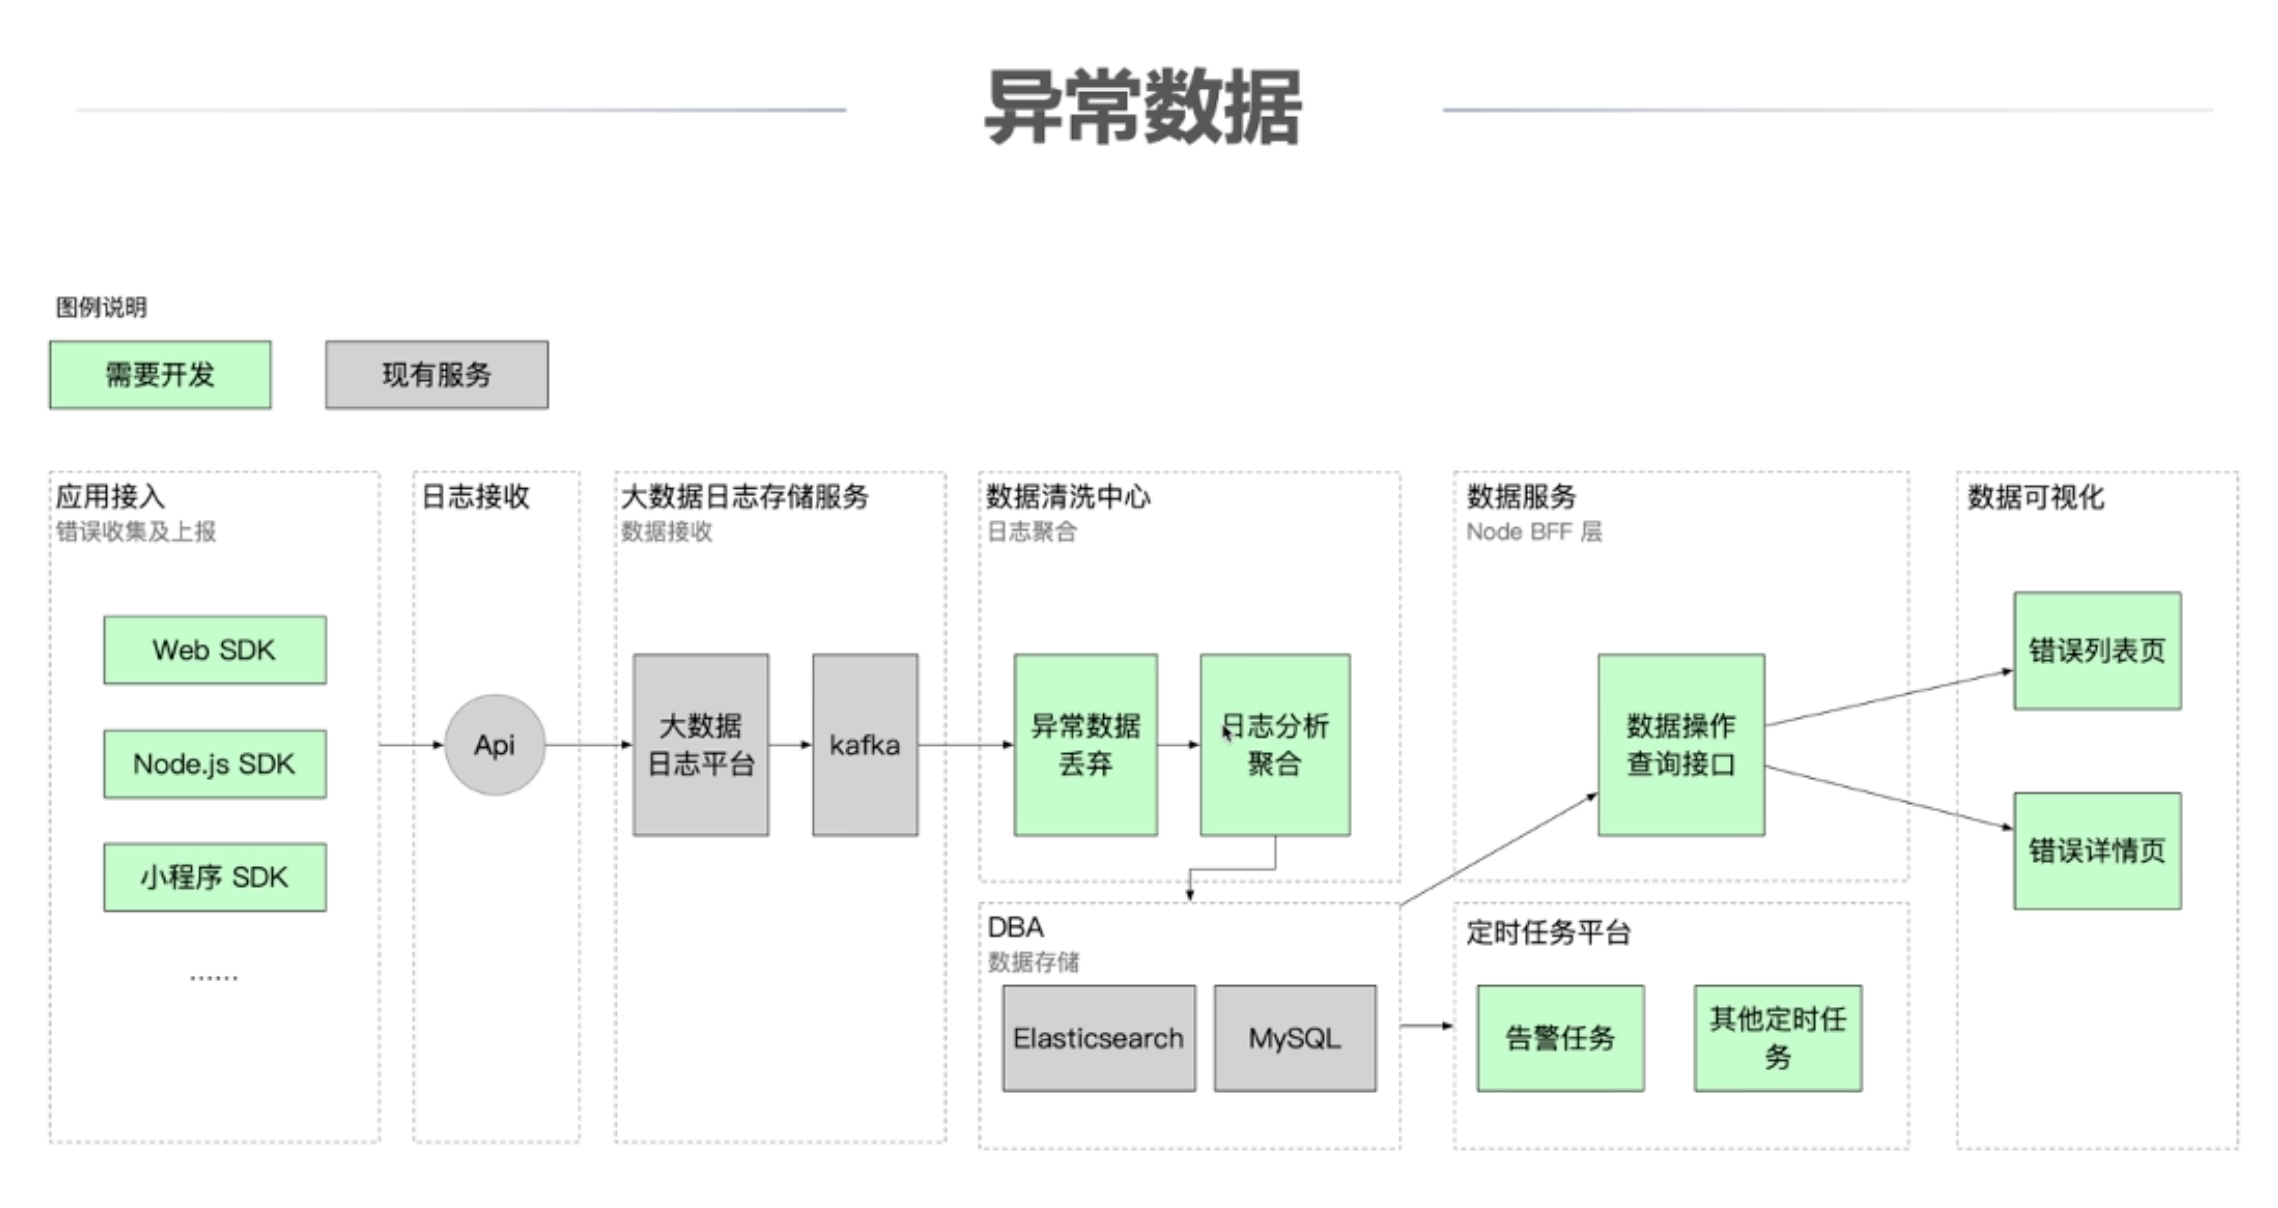 异常数据
图例说明
需要开发
现有服务
应用接入
错误收集及上报
Web SDK
Node.js SDK
小程序 SDK
......
日志接收
Api
大数据日志存储服务
数据接收
大数据
日志平台
kafka
数据清洗中心
日志聚合
异常数据
丢弃
日志分析
聚合
DBA
数据存储
Elasticsearch
MySQL
数据服务
Node BFF 层
数据操作
查询接口
定时任务平台
告警任务
其他定时任
务
数据可视化
错误列表页
错误详情页